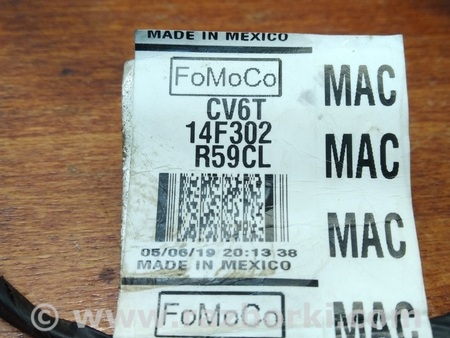 MADE IN MEXICO
FoMoCo
CV6T
14F302
R59CL
05/06/19 20:13 38
MADE IN MEXICO
FoMoCo
MAC
MAC
MAC
MAC